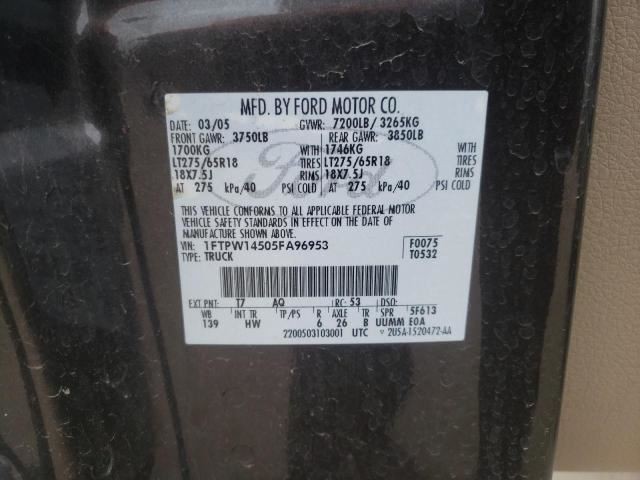 MFD. BY FORD MOTOR CO.
DATE: 03/05 GVWR: 7200LB/ 3265KG
FRONT GAWR: 3750LB REAR GAWR: 3850LB
1700KG WITH 1746KG WITH
LT275/65R18 TIRES LT275/65R18 TIRES
18X7.5J RIMS 18X7.5J RIMS
AT 275 kPa/40 PSI COLD AT 275 kPa/40 PSI COLD
Ford
THIS VEHICLE CONFORMS TO ALL APPLICABLE FEDERAL MOTOR
VEHICLE SAFETY STANDARDS IN EFFECT ON THE DATE OF
MANUFACTURE SHOWN ABOVE.
VIN: 1FTPW14505FA96953 F0075
TYPE: TRUCK T0532
EXT PNT: T7 AQ RC: 53 DSO:
WB INT TR TP/PS R AXLE TR SPR 5F613
139 HW 6 26 B UUMM E0A
2200503103001 UTC ▽ 2U5A-1520472-AA